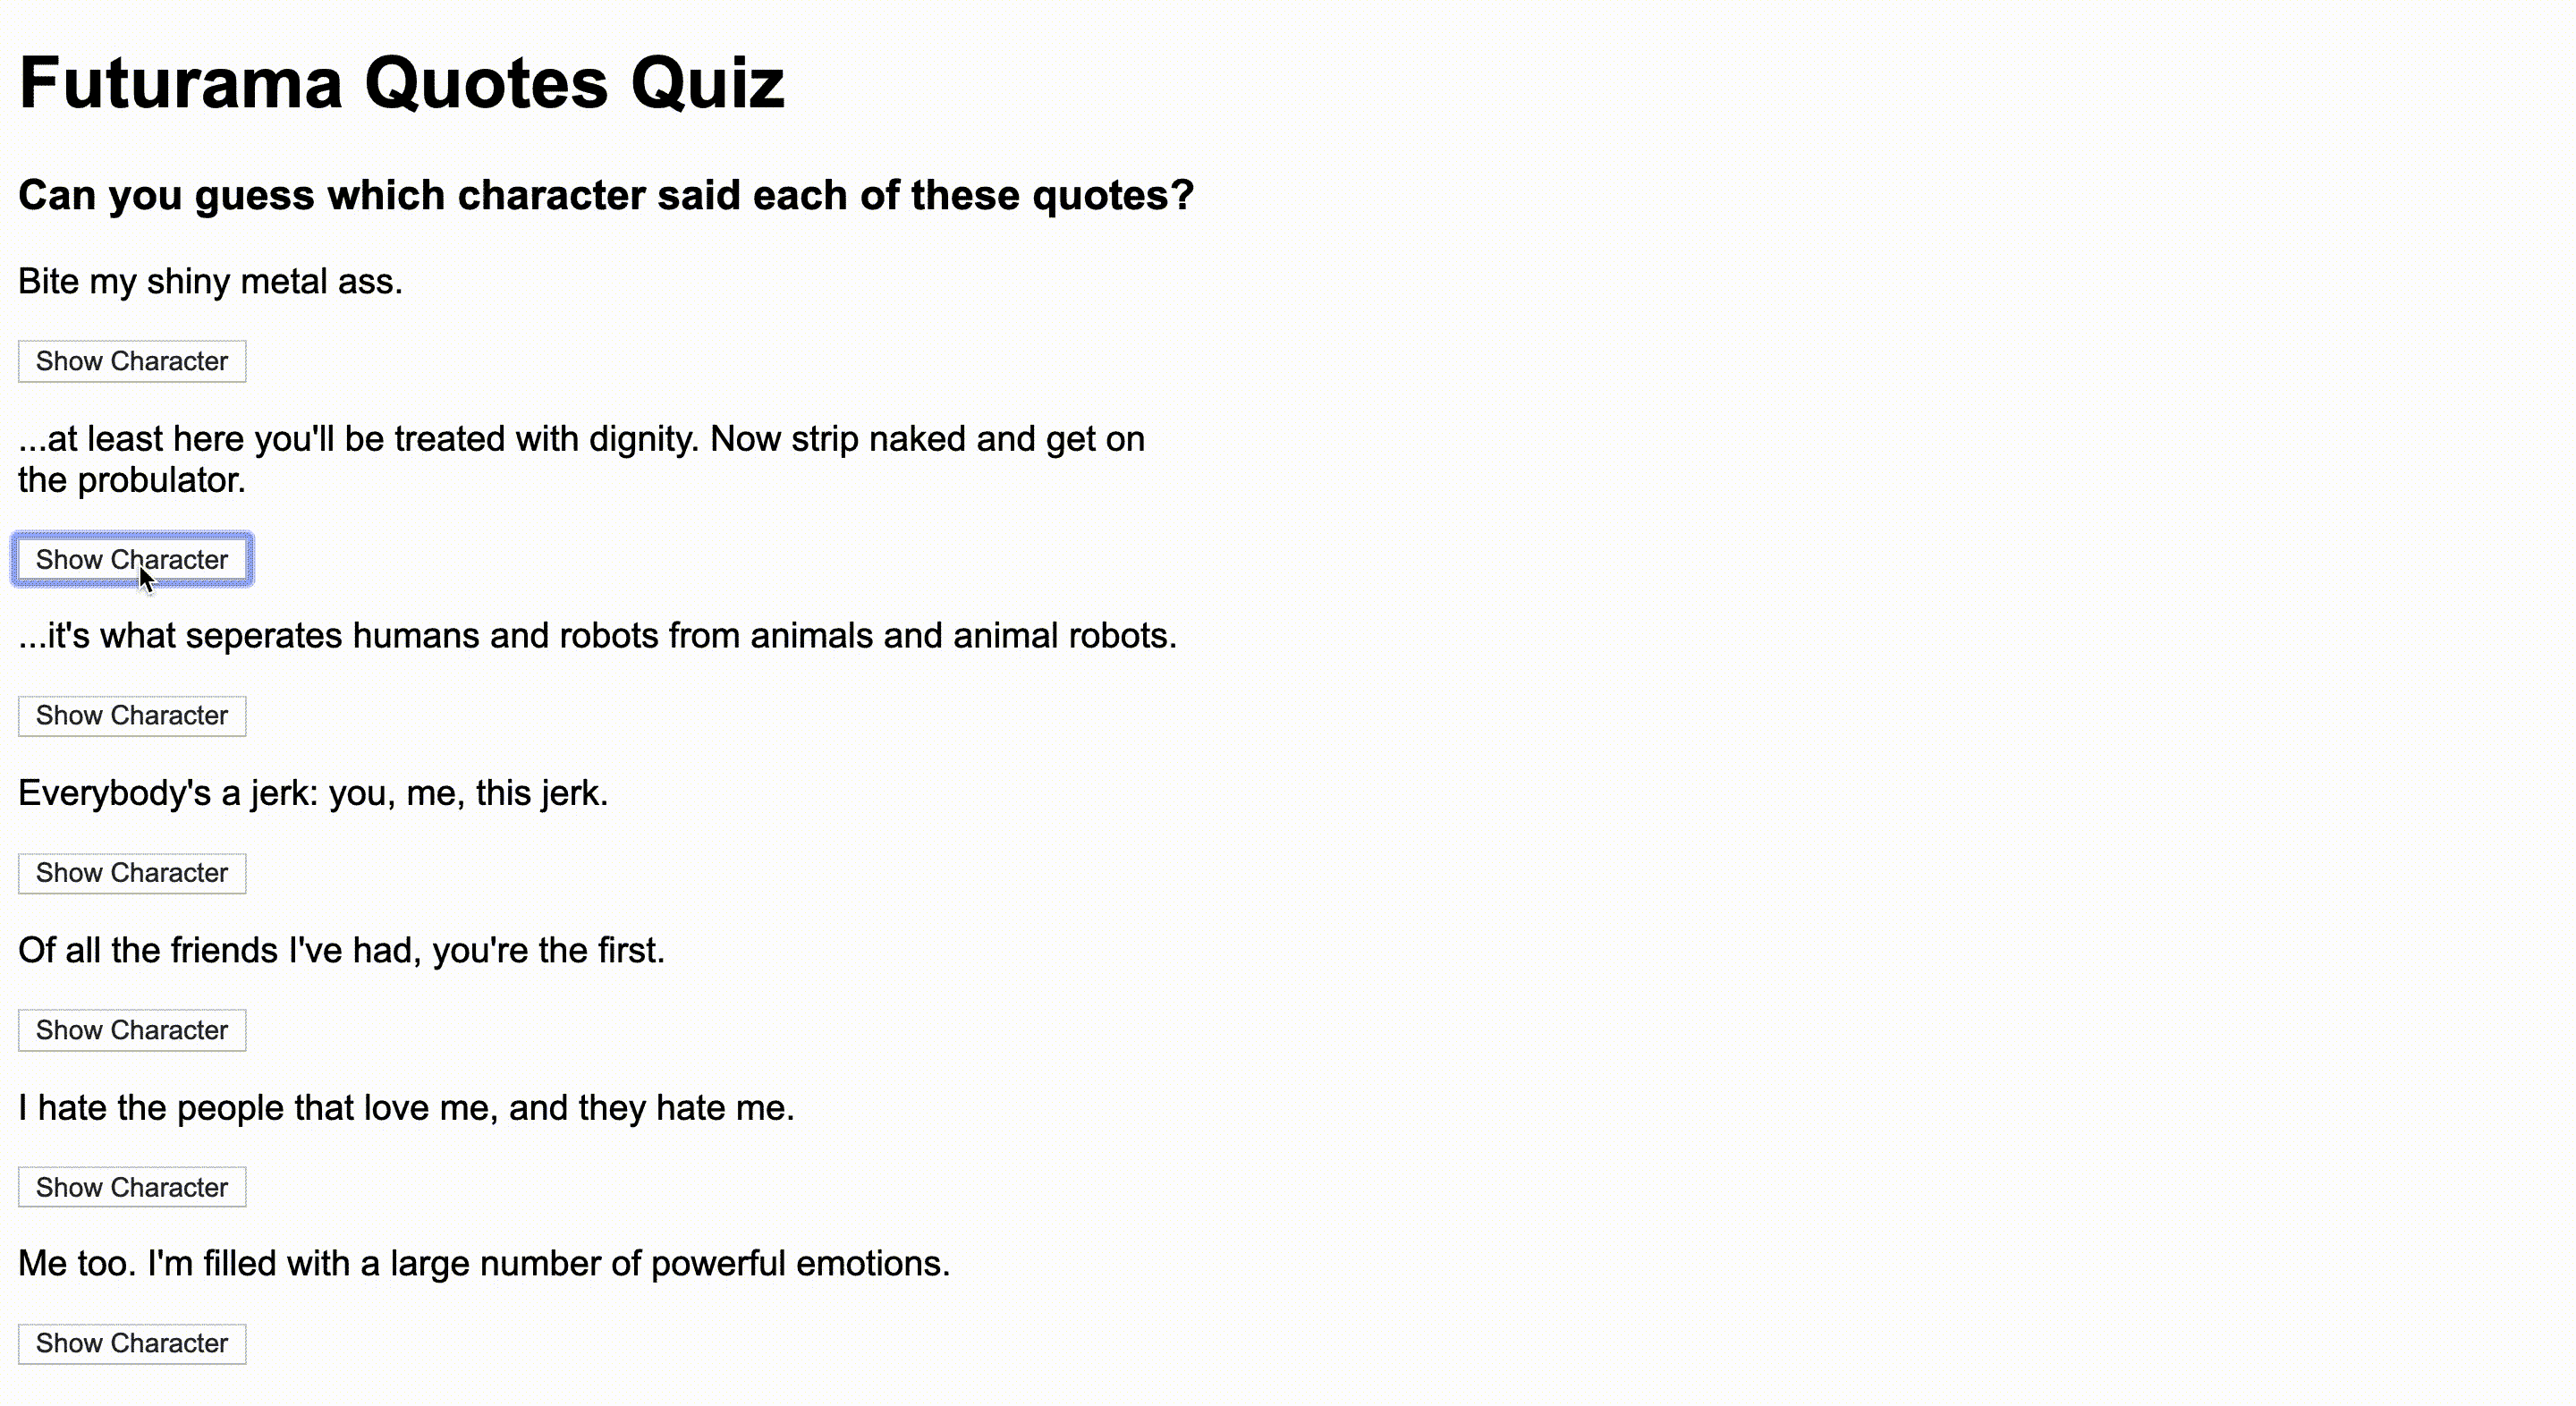 Futurama Quotes Quiz
Can you guess which character said each of these quotes?
Bite my shiny metal ass.
Show Character
...at least here you'll be treated with dignity. Now strip naked and get on
the probulator.
Show Character
...it's what seperates humans and robots from animals and animal robots.
Show Character
Everybody's a jerk: you, me, this jerk.
Show Character
Of all the friends I've had, you're the first.
Show Character
I hate the people that love me, and they hate me.
Show Character
Me too. I'm filled with a large number of powerful emotions.
Show Character